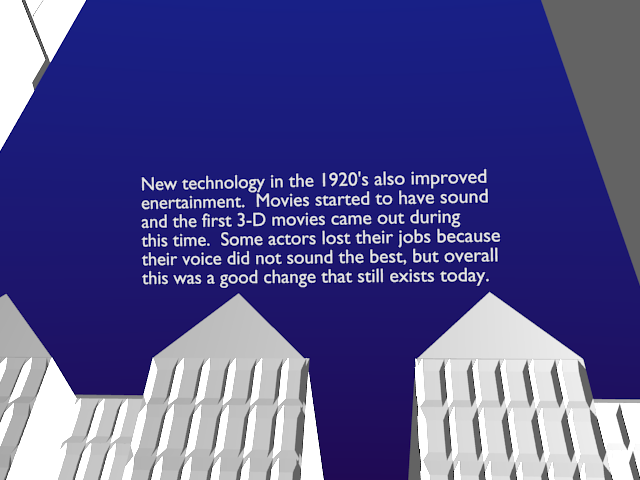 New technology in the 1920's also improved
enertainment.  Movies started to have sound
and the first 3-D movies came out during
this time.  Some actors lost their jobs because
their voice did not sound the best, but overall
this was a good change that still exists today.